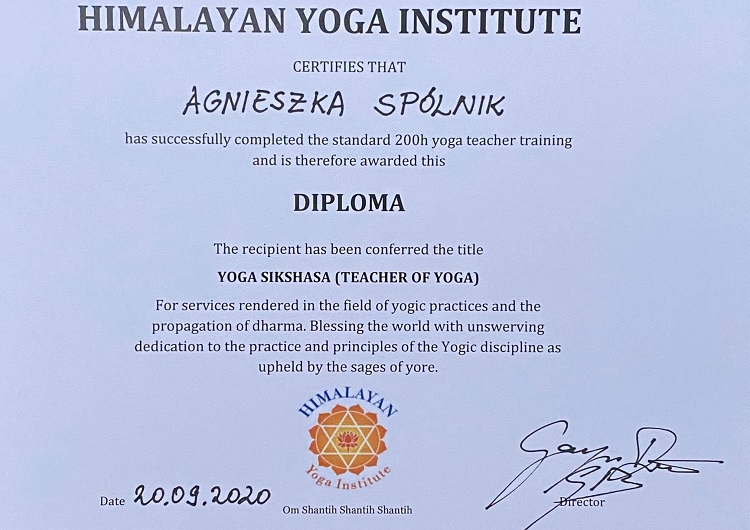 HIMALAYAN YOGA INSTITUTE
CERTIFIES THAT
AGNIESZKA SPÓLNIK
has successfully completed the standard 200h yoga teacher training
and is therefore awarded this
DIPLOMA
The recipient has been conferred the title
YOGA SIKSHASA (TEACHER OF YOGA)
For services rendered in the field of yogic practices and the
propagation of dharma. Blessing the world with unswerving
dedication to the practice and principles of the Yogic discipline as
upheld by the sages of yore.
HIMALAYAN
Yoga Institute
Date 20.09.2020
Om Shantih Shantih Shantih
Director